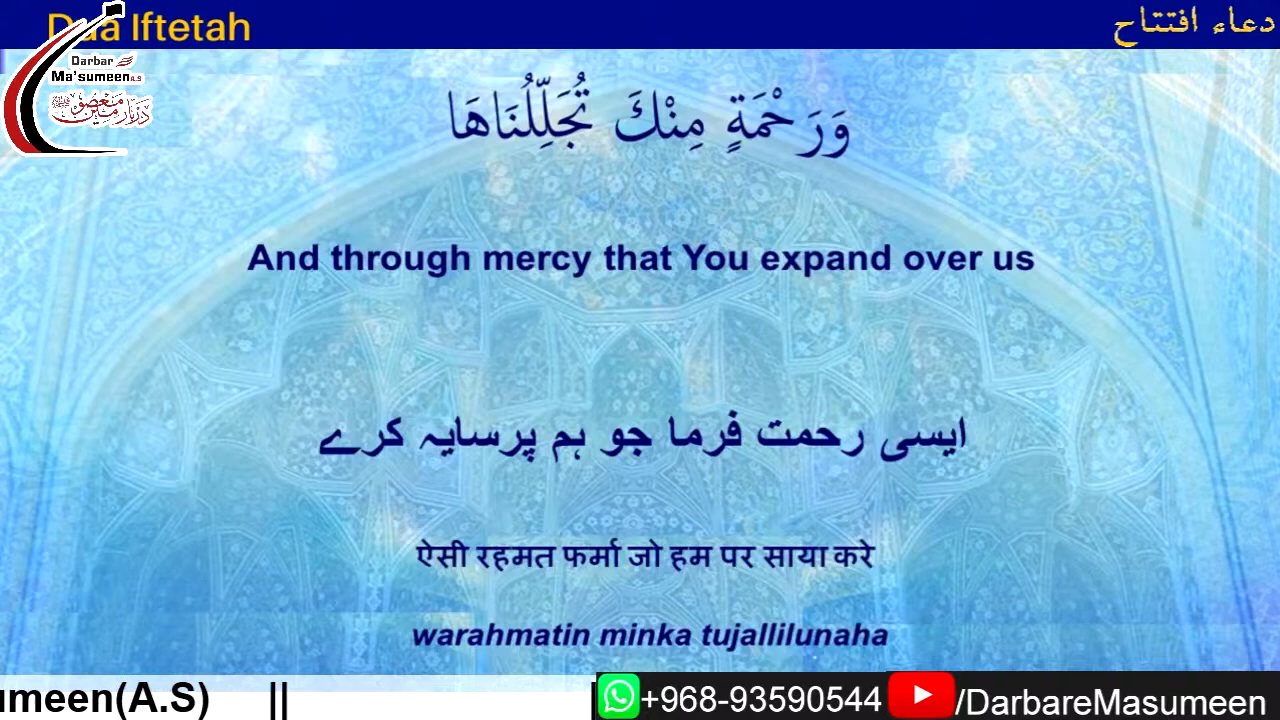 Dua Iftetah
دعاء افتتاح
Darbar
Ma'sumeen A.S
وَرَحْمَةٍ مِنْكَ تُجَلِّلُنَاهَا
And through mercy that You expand over us
ایسی رحمت فرما جو ہم پرسایہ کرے
ऐसी रहमत फर्मा जो हम पर साया करे
warahmatin minka tujallilunaha
umeen(A.S) ||
+968-93590544
/DarbareMasumeen